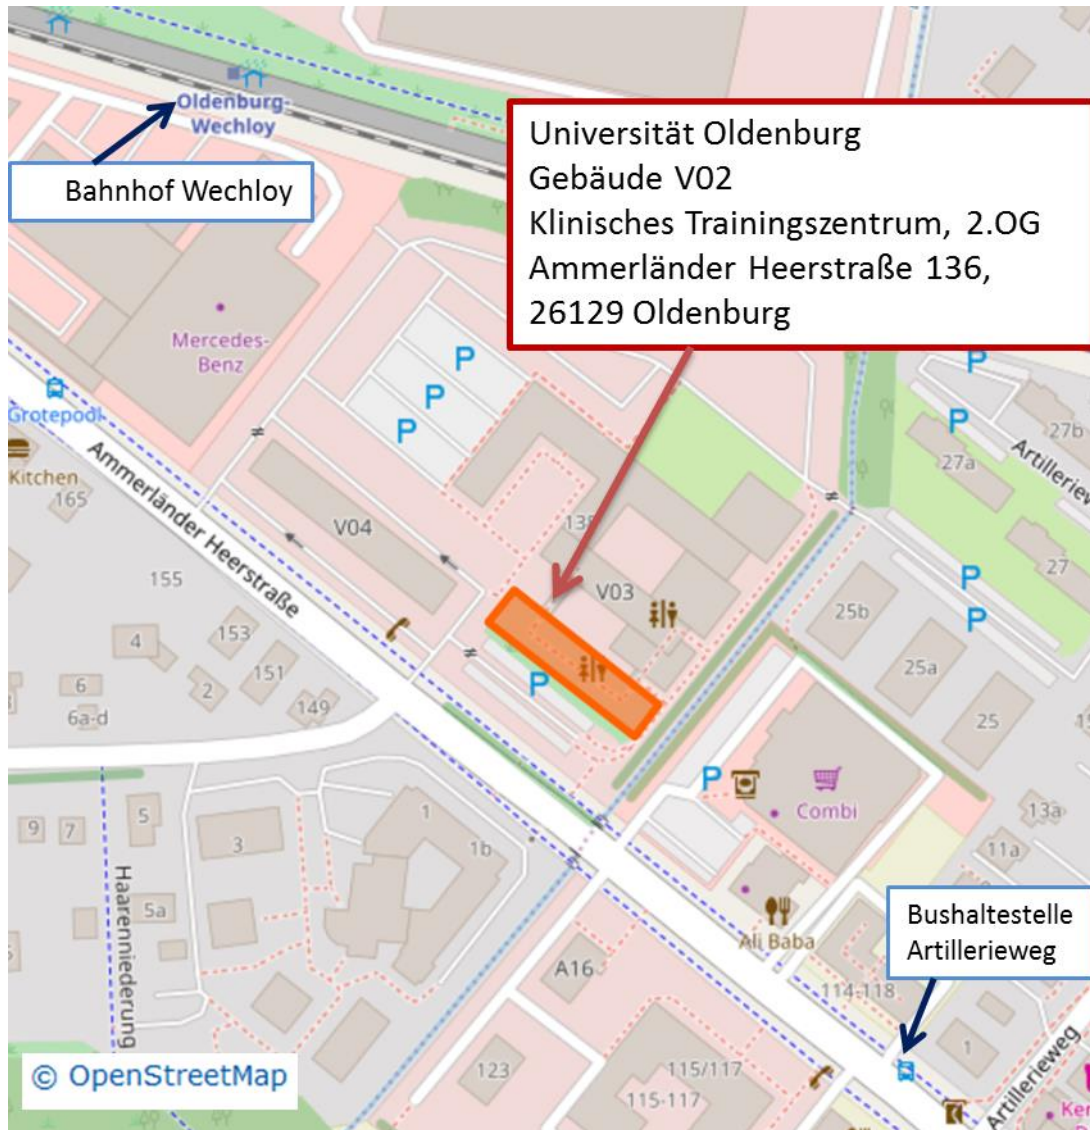 Oldenburg-
Wechloy
Bahnhof Wechloy
Universität Oldenburg
Gebäude V02
Klinisches Trainingszentrum, 2.OG
Ammerländer Heerstraße 136,
26129 Oldenburg
Mercedes-
Benz
P
P
P
P
P
27b
27a
Artilleriew
Grotepool
Kitchen
165
Ammerländer Heerstraße
V04
V03
155
153
4
151
2
6
6a-d
149
P
27
P
P
25b
25a
25
P
Combi
13a
11a
9
7
5
3
1
1b
5a
Haarenniederung
Ali Baba
Bushaltestelle
Artillerieweg
A16
114-118
1
123
115/117
115-117
Artillerieweg
© OpenStreetMap